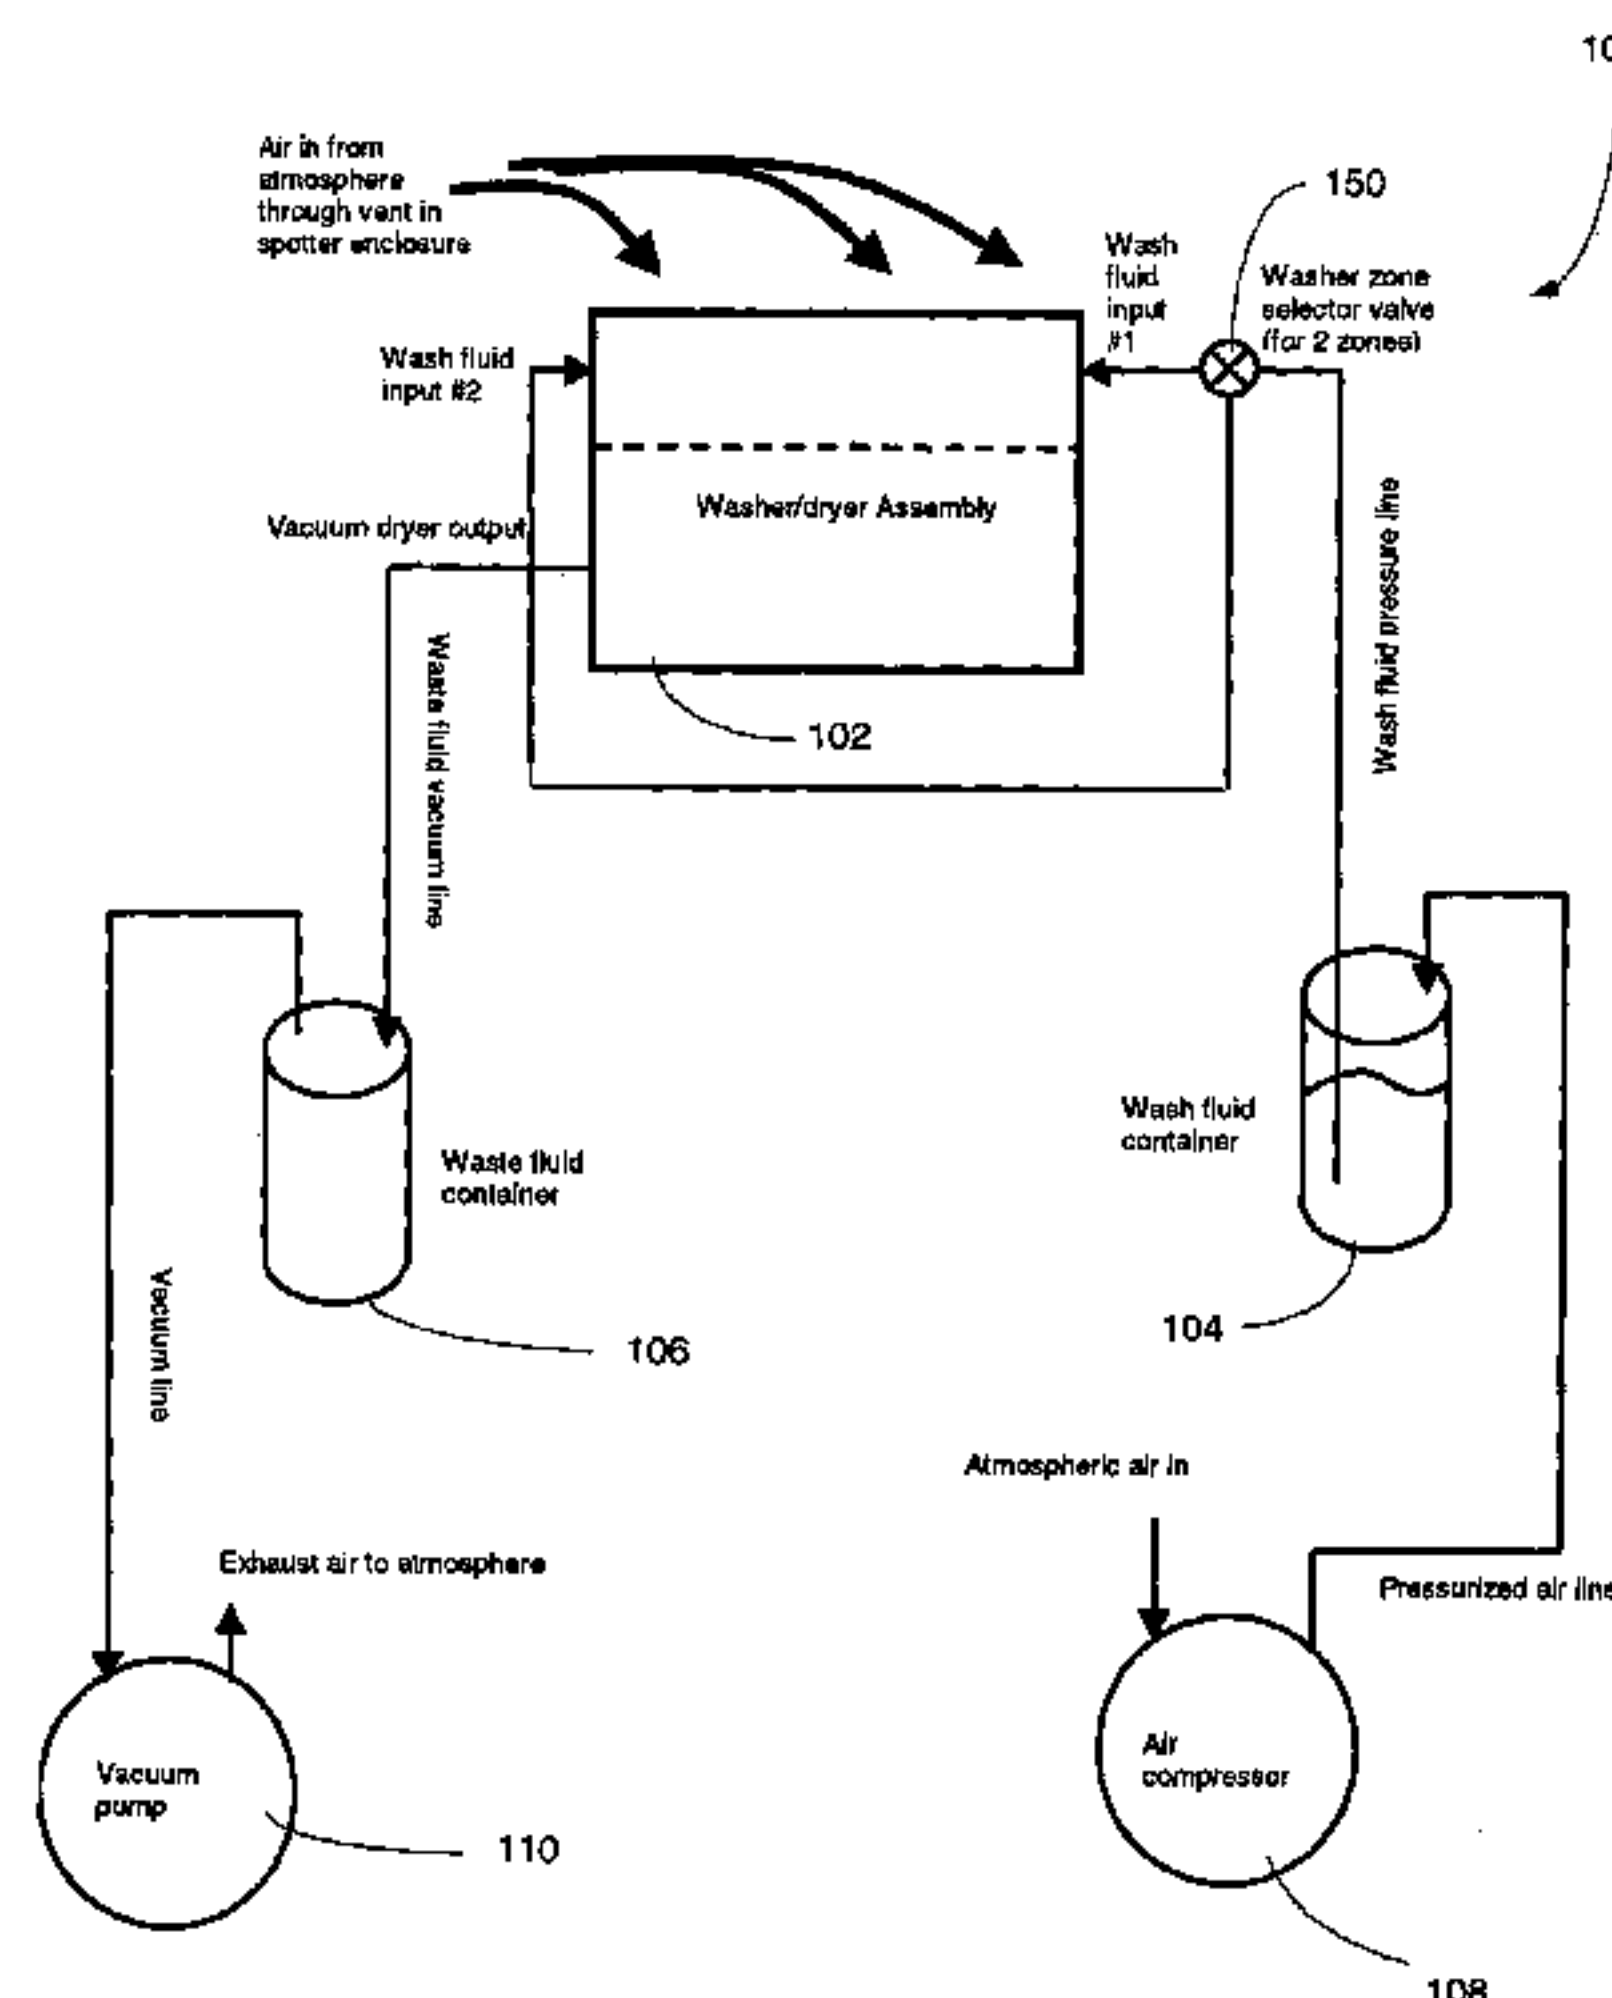 10
Air in from
atmosphere
through vent in
spotter enclosure
150
Wash
fluid
input
#1
Washer zone
selector valve
(for 2 zones)
Wash fluid
input #2
Washer/dryer Assembly
Vacuum dryer output
Wash fluid pressure line
Waste fluid vacuum line
102
Wash fluid
container
Waste fluid
container
104
106
Vacuum line
Atmospheric air in
Exhaust air to atmosphere
Pressurized air line
Air
compressor
Vacuum
pump
110
108